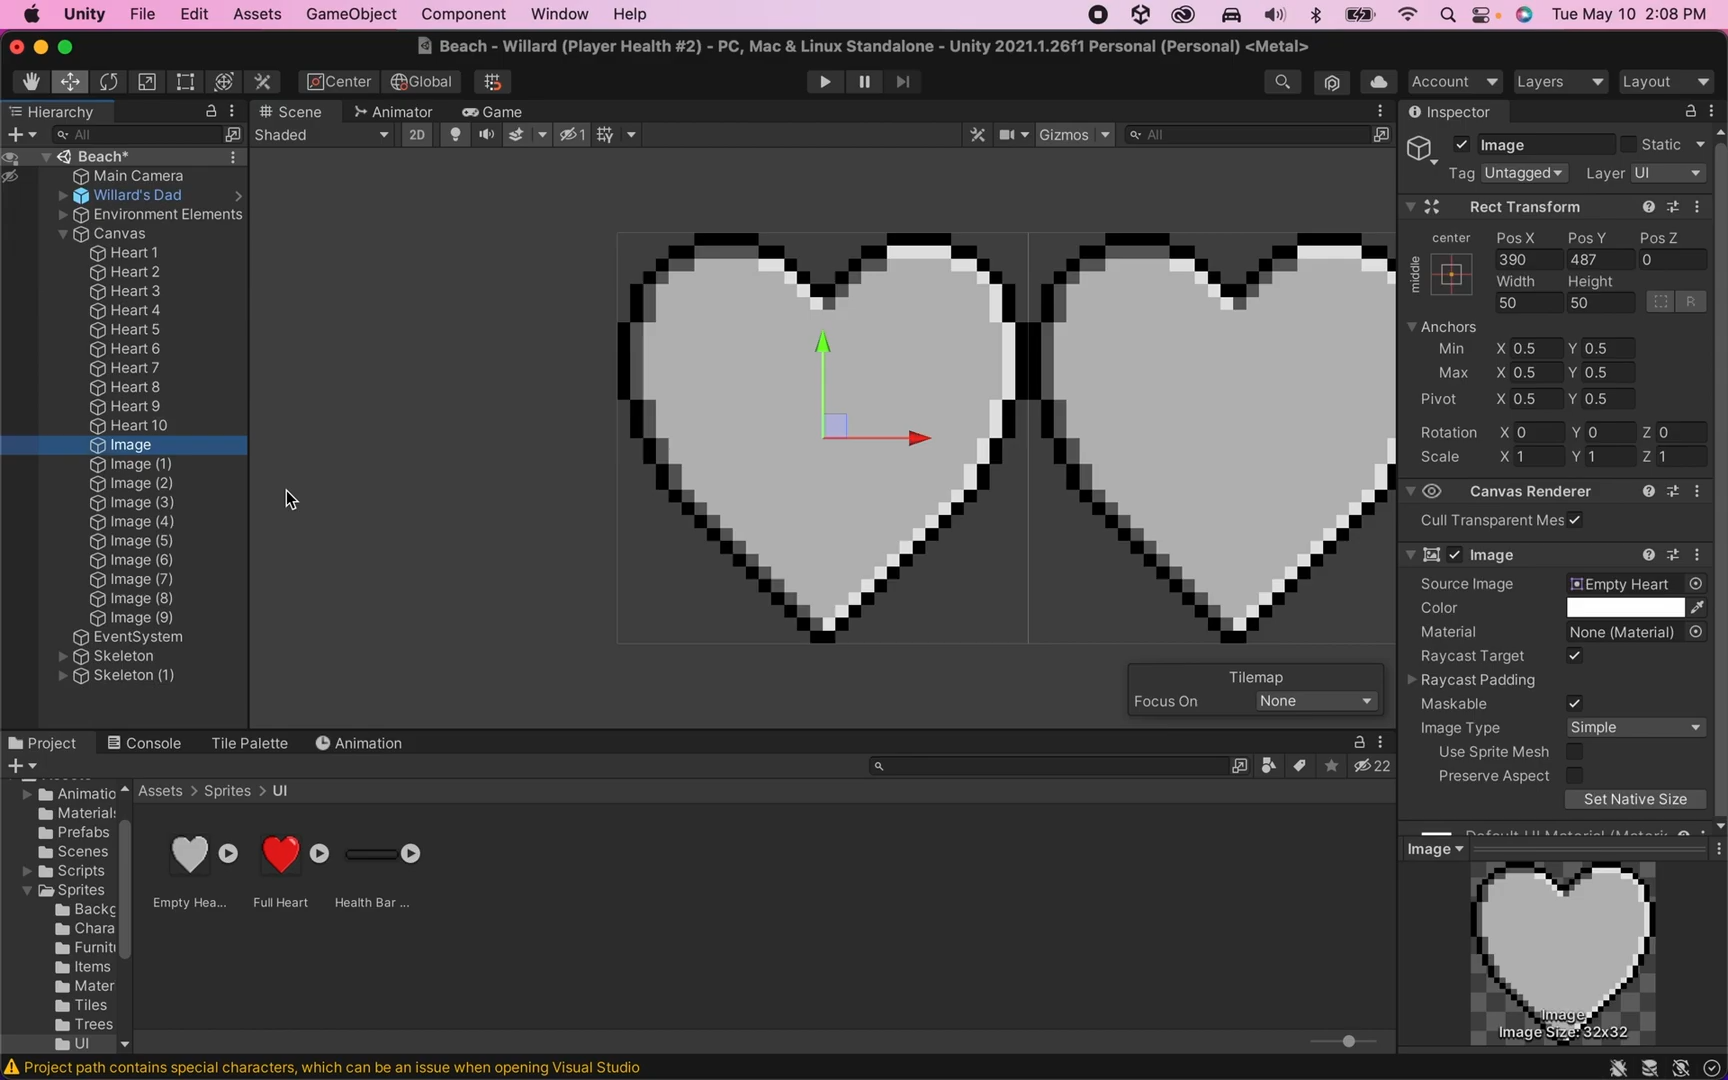 Unity File Edit Assets GameObject Component Window Help Tue May 10 2:08 PM
Beach - Willard (Player Health #2) - PC, Mac & Linux Standalone - Unity 2021.1.26f1 Personal (Personal) <Metal>
Center Global Account Layers Layout
Hierarchy Scene Animator Game Inspector
All Shaded 2D 1 Gizmos All
Image Static
Tag Untagged Layer UI
Beach*
Main Camera
Willard's Dad
Environment Elements
Canvas
Heart 1
Heart 2
Heart 3
Heart 4
Heart 5
Heart 6
Heart 7
Heart 8
Heart 9
Heart 10
Image
Image (1)
Image (2)
Image (3)
Image (4)
Image (5)
Image (6)
Image (7)
Image (8)
Image (9)
EventSystem
Skeleton
Skeleton (1)
Tilemap
Focus On None
Rect Transform
center Pos X Pos Y Pos Z
middle 390 487 0
Width Height
50 50 R
Anchors
Min X 0.5 Y 0.5
Max X 0.5 Y 0.5
Pivot X 0.5 Y 0.5
Rotation X 0 Y 0 Z 0
Scale X 1 Y 1 Z 1
Canvas Renderer
Cull Transparent Mes
Image
Source Image Empty Heart
Color
Material None (Material)
Raycast Target
Raycast Padding
Maskable
Image Type Simple
Use Sprite Mesh
Preserve Aspect
Set Native Size
Image
Image
Image Size: 32x32
Project Console Tile Palette Animation
22
Assets > Sprites > UI
Animatio
Materials
Prefabs
Scenes
Scripts
Sprites
Backg
Chara
Furnitu
Items
Mater
Tiles
Trees
UI
Empty Hea... Full Heart Health Bar ...
Project path contains special characters, which can be an issue when opening Visual Studio